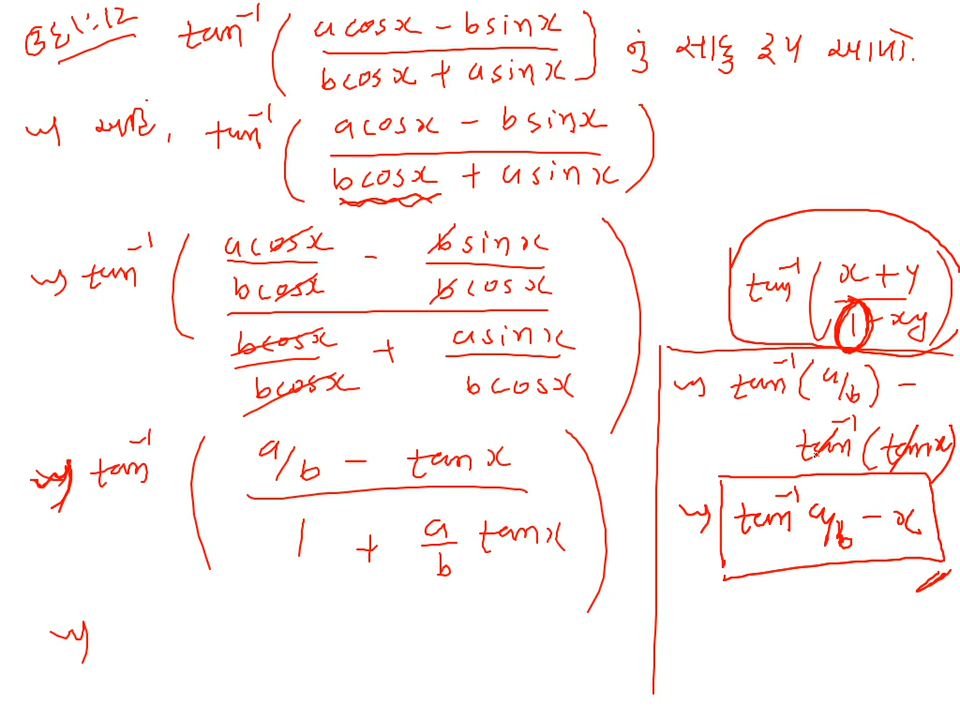 ઉદા: 12 tan⁻¹ ( (a cos x − b sin x) / (b cos x + a sin x) ) નું સાદું રૂપ આપો.
→ અહીં, tan⁻¹ ( (a cos x − b sin x) / (b cos x + a sin x) )
→ tan⁻¹ ( (a cos x / b cos x − b sin x / b cos x) / (b cos x / b cos x + a sin x / b cos x) )
→ tan⁻¹ ( (a/b − tan x) / (1 + a/b tan x) )
→
tan⁻¹ ( (x + y) / (1 − xy) )
→ tan⁻¹ (a/b) −
tan⁻¹ (tan x)
→ tan⁻¹ a/b − x